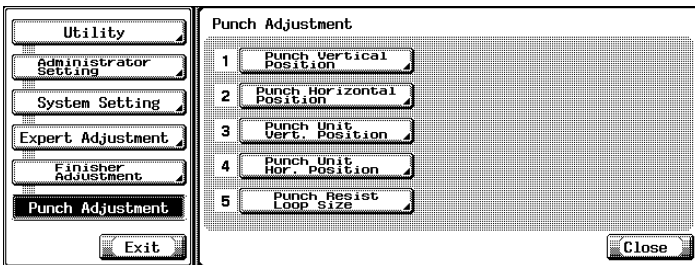 Utility
Administrator
Setting
System Setting
Expert Adjustment
Finisher
Adjustment
Punch Adjustment
Exit
Punch Adjustment
1 Punch Vertical
Position
2 Punch Horizontal
Position
3 Punch Unit
Vert. Position
4 Punch Unit
Hor. Position
5 Punch Resist
Loop Size
Close